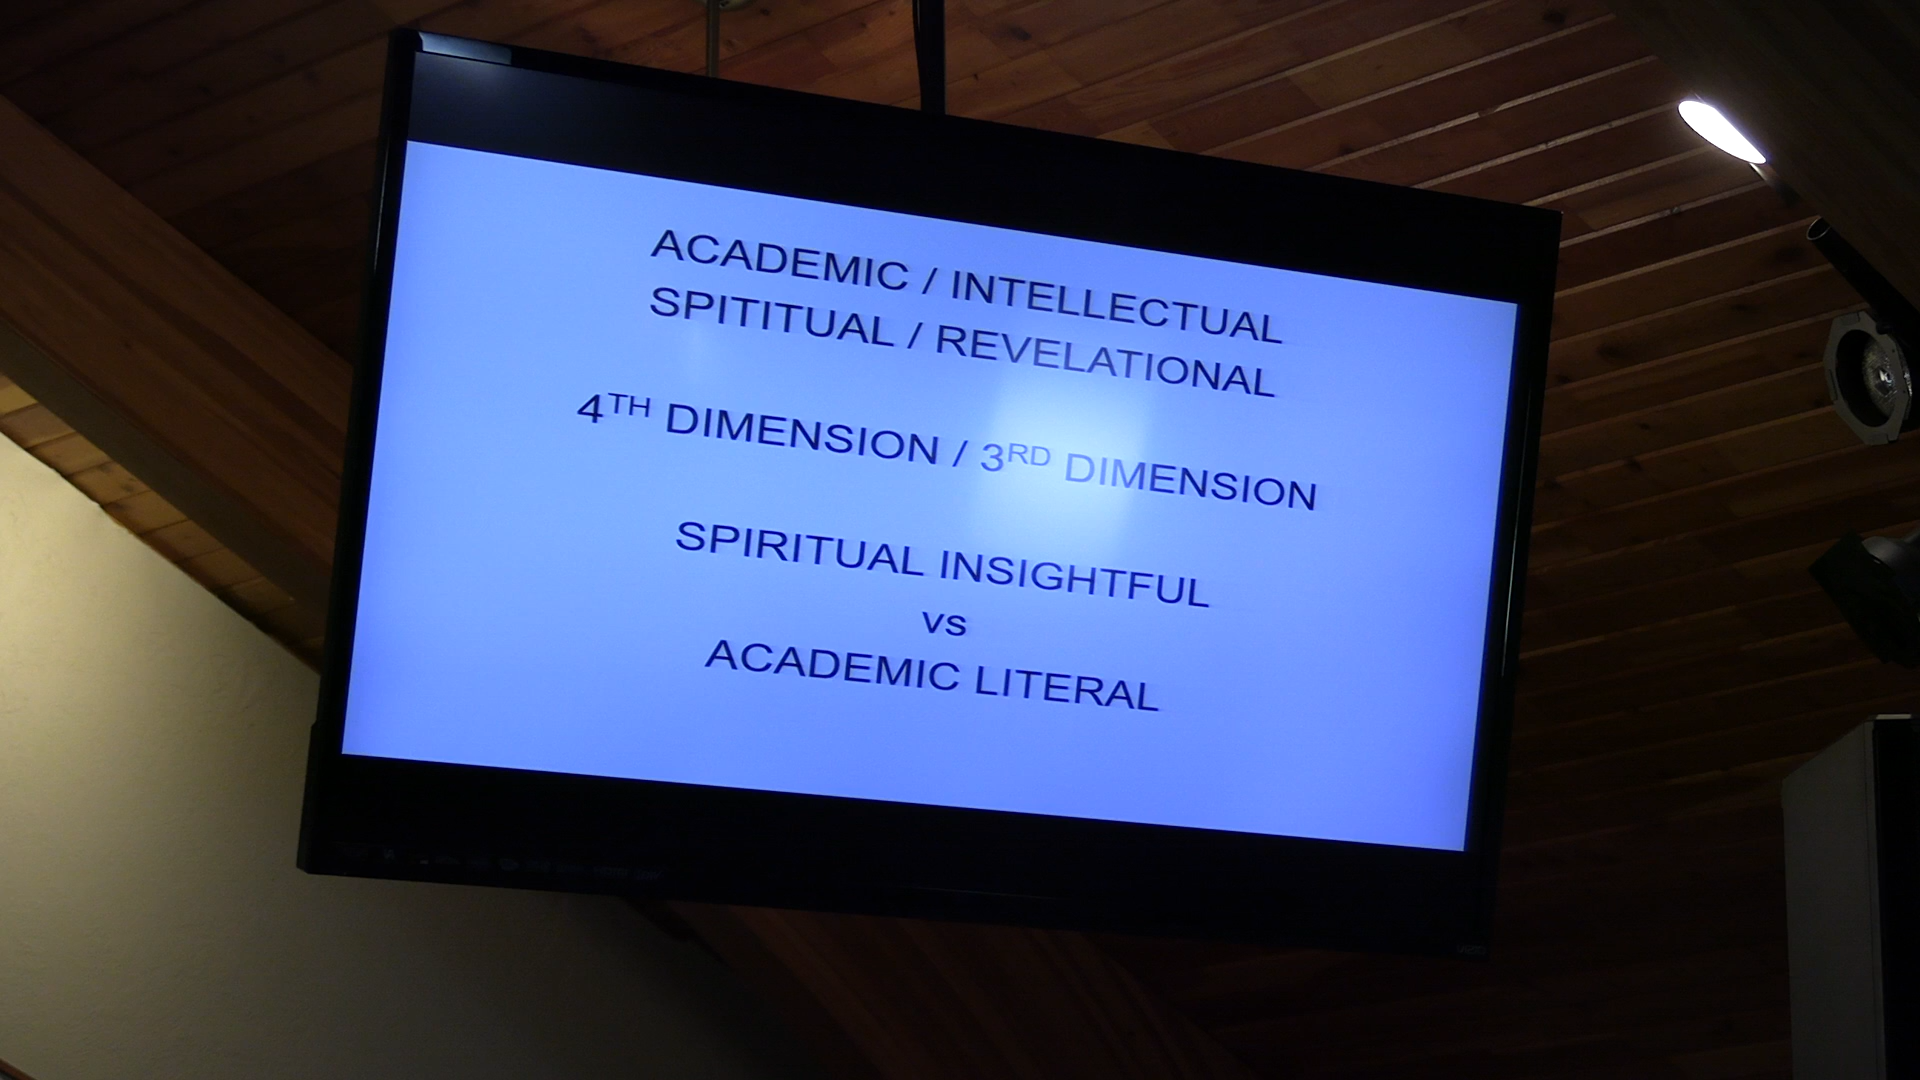 ACADEMIC / INTELLECTUAL
SPITITUAL / REVELATIONAL
4TH DIMENSION / 3RD DIMENSION
SPIRITUAL INSIGHTFUL
vs
ACADEMIC LITERAL